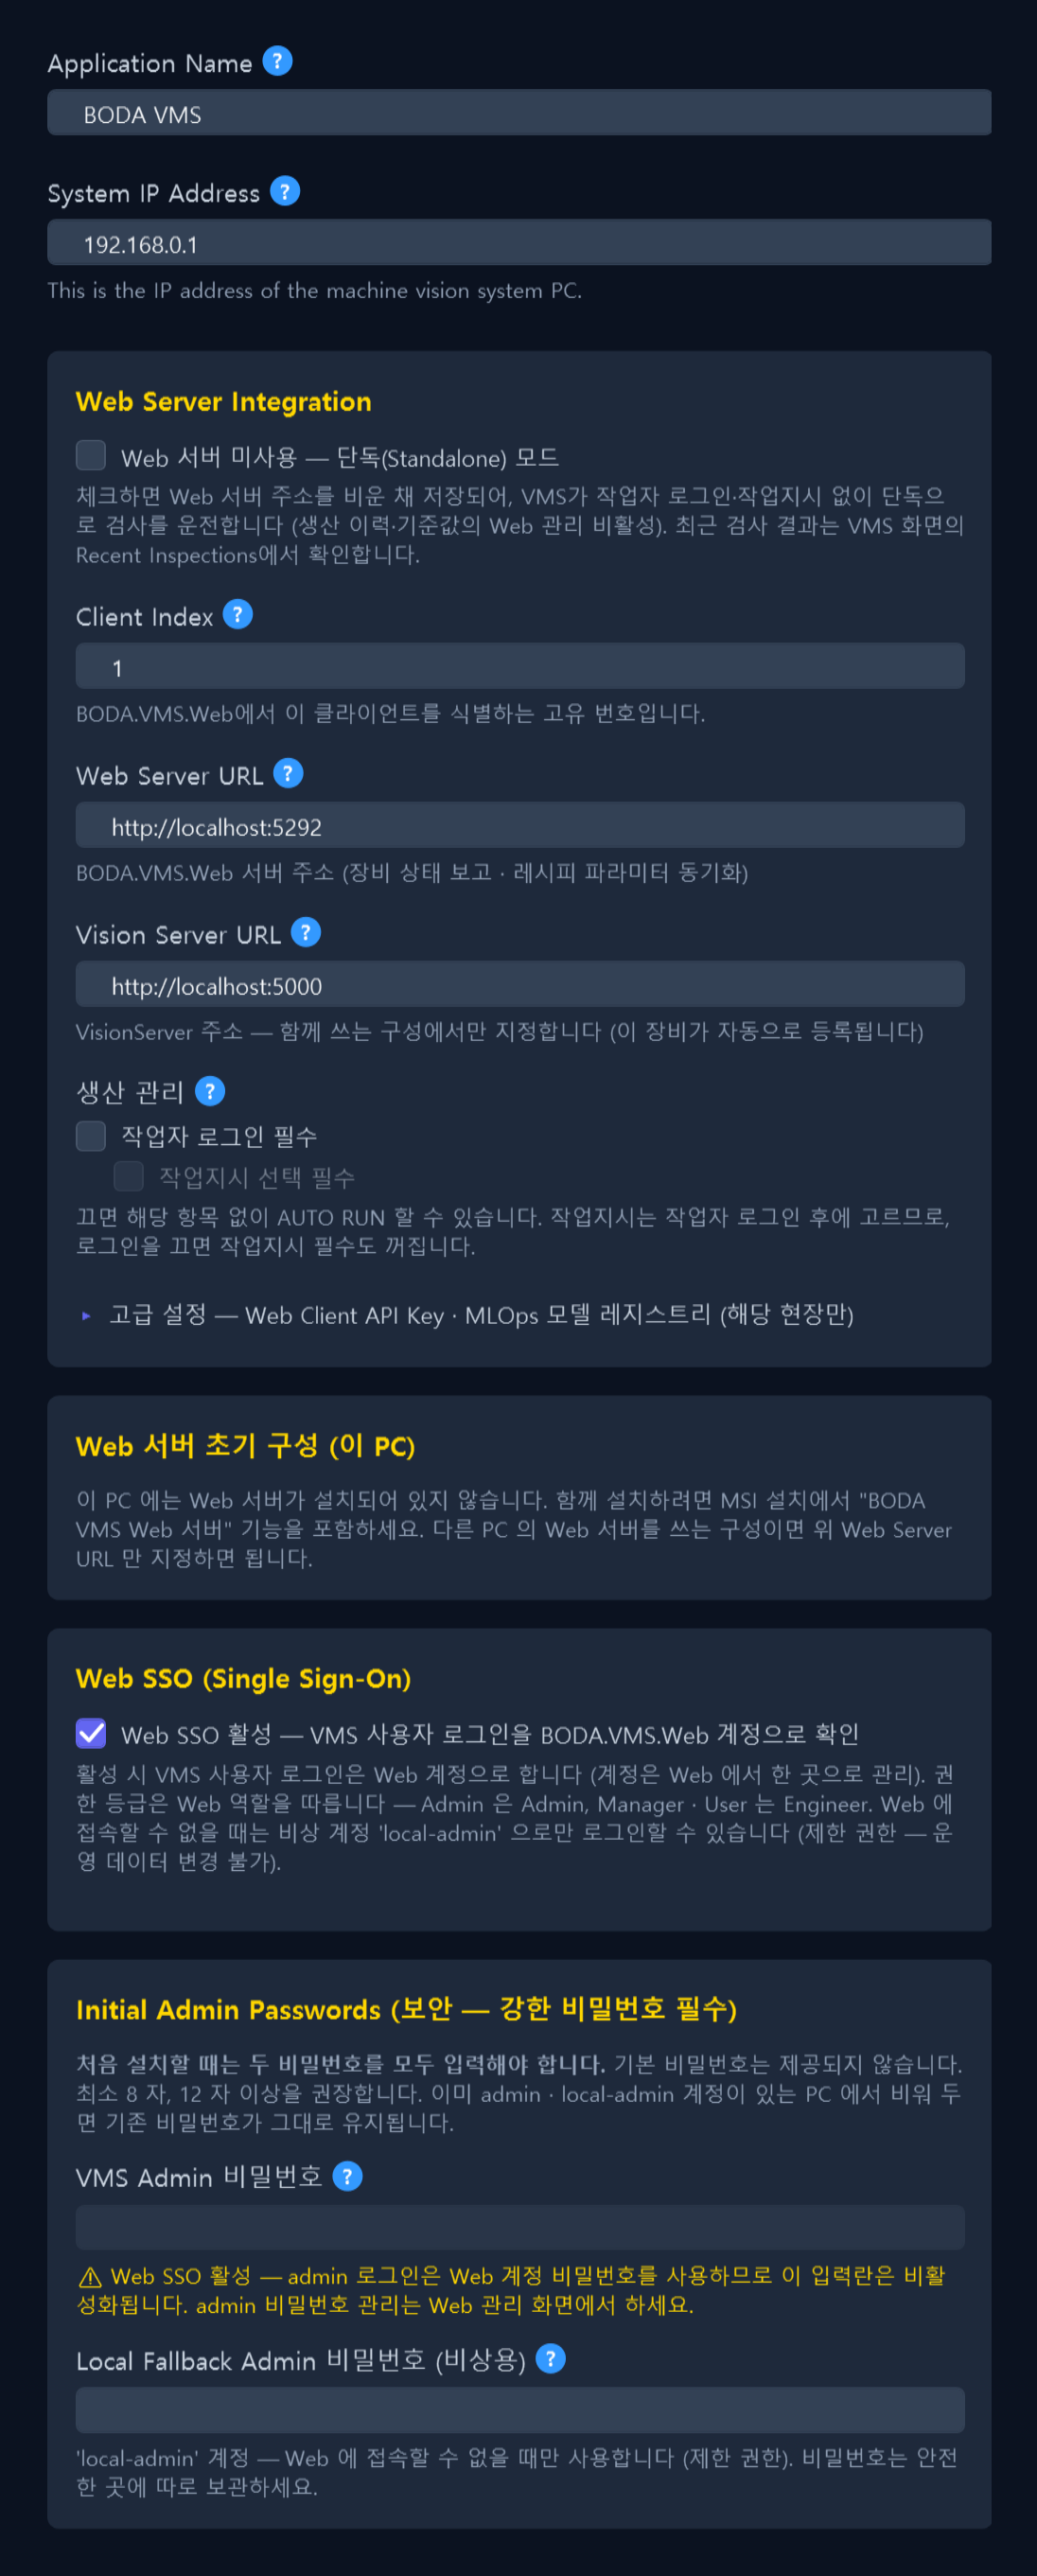 Application Name ?
BODA VMS
System IP Address ?
192.168.0.1
This is the IP address of the machine vision system PC.
Web Server Integration
Web 서버 미사용 — 단독(Standalone) 모드
체크하면 Web 서버 주소를 비운 채 저장되어, VMS가 작업자 로그인·작업지시 없이 단독으
로 검사를 운전합니다 (생산 이력·기준값의 Web 관리 비활성). 최근 검사 결과는 VMS 화면의
Recent Inspections에서 확인합니다.
Client Index ?
1
BODA.VMS.Web에서 이 클라이언트를 식별하는 고유 번호입니다.
Web Server URL ?
http://localhost:5292
BODA.VMS.Web 서버 주소 (장비 상태 보고 · 레시피 파라미터 동기화)
Vision Server URL ?
http://localhost:5000
VisionServer 주소 — 함께 쓰는 구성에서만 지정합니다 (이 장비가 자동으로 등록됩니다)
생산 관리 ?
작업자 로그인 필수
작업지시 선택 필수
끄면 해당 항목 없이 AUTO RUN 할 수 있습니다. 작업지시는 작업자 로그인 후에 고르므로,
로그인을 끄면 작업지시 필수도 꺼집니다.
▸ 고급 설정 — Web Client API Key · MLOps 모델 레지스트리 (해당 현장만)
Web 서버 초기 구성 (이 PC)
이 PC 에는 Web 서버가 설치되어 있지 않습니다. 함께 설치하려면 MSI 설치에서 "BODA
VMS Web 서버" 기능을 포함하세요. 다른 PC 의 Web 서버를 쓰는 구성이면 위 Web Server
URL 만 지정하면 됩니다.
Web SSO (Single Sign-On)
Web SSO 활성 — VMS 사용자 로그인을 BODA.VMS.Web 계정으로 확인
활성 시 VMS 사용자 로그인은 Web 계정으로 합니다 (계정은 Web 에서 한 곳으로 관리). 권
한 등급은 Web 역할을 따릅니다 — Admin 은 Admin, Manager · User 는 Engineer. Web 에
접속할 수 없을 때는 비상 계정 'local-admin' 으로만 로그인할 수 있습니다 (제한 권한 — 운
영 데이터 변경 불가).
Initial Admin Passwords (보안 — 강한 비밀번호 필수)
처음 설치할 때는 두 비밀번호를 모두 입력해야 합니다. 기본 비밀번호는 제공되지 않습니다.
최소 8 자, 12 자 이상을 권장합니다. 이미 admin · local-admin 계정이 있는 PC 에서 비워 두
면 기존 비밀번호가 그대로 유지됩니다.
VMS Admin 비밀번호 ?
⚠ Web SSO 활성 — admin 로그인은 Web 계정 비밀번호를 사용하므로 이 입력란은 비활
성화됩니다. admin 비밀번호 관리는 Web 관리 화면에서 하세요.
Local Fallback Admin 비밀번호 (비상용) ?
'local-admin' 계정 — Web 에 접속할 수 없을 때만 사용합니다 (제한 권한). 비밀번호는 안전
한 곳에 따로 보관하세요.